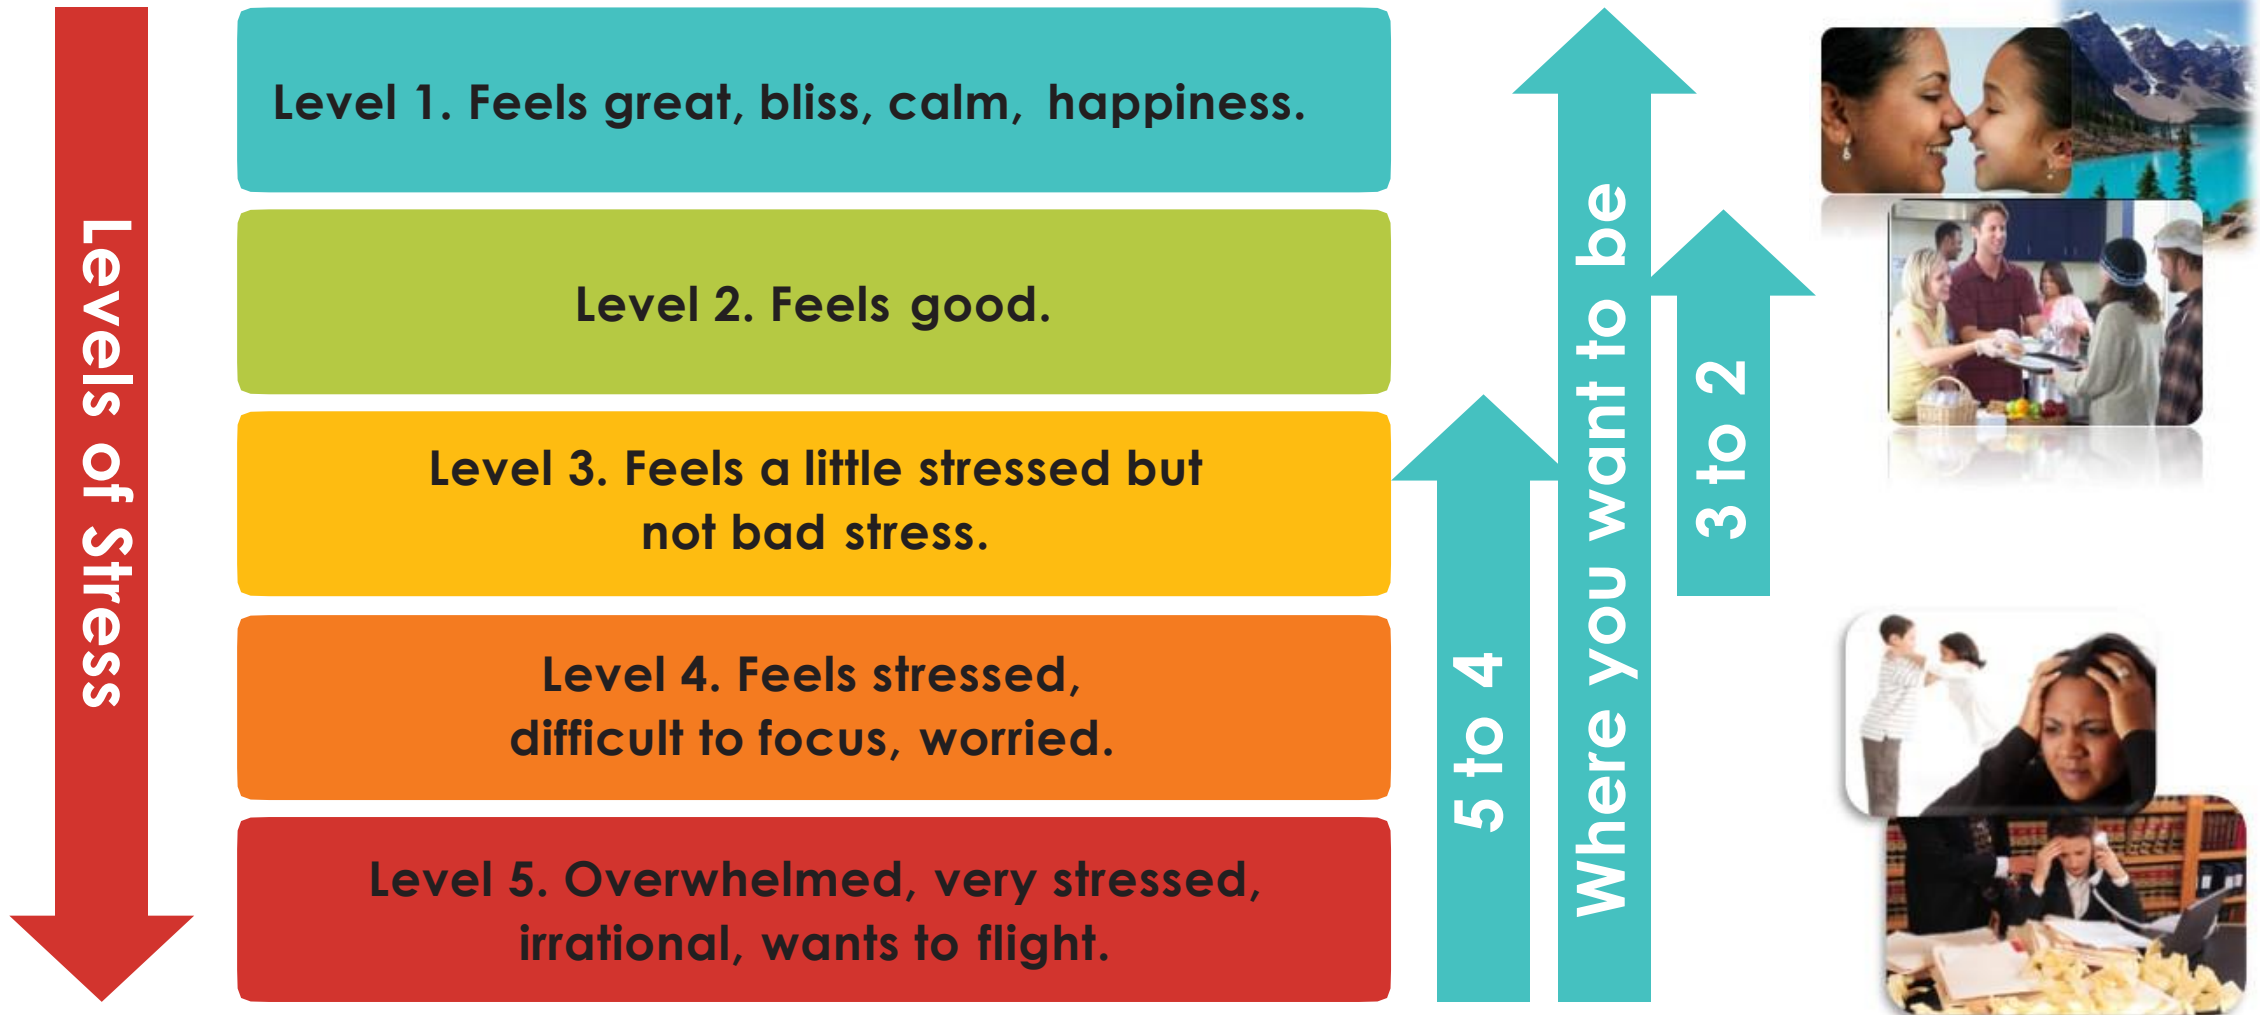 Levels of Stress
Level 1. Feels great, bliss, calm, happiness.
Level 2. Feels good.
Level 3. Feels a little stressed but
not bad stress.
Level 4. Feels stressed,
difficult to focus, worried.
Level 5. Overwhelmed, very stressed,
irrational, wants to flight.
5 to 4
Where you want to be
3 to 2